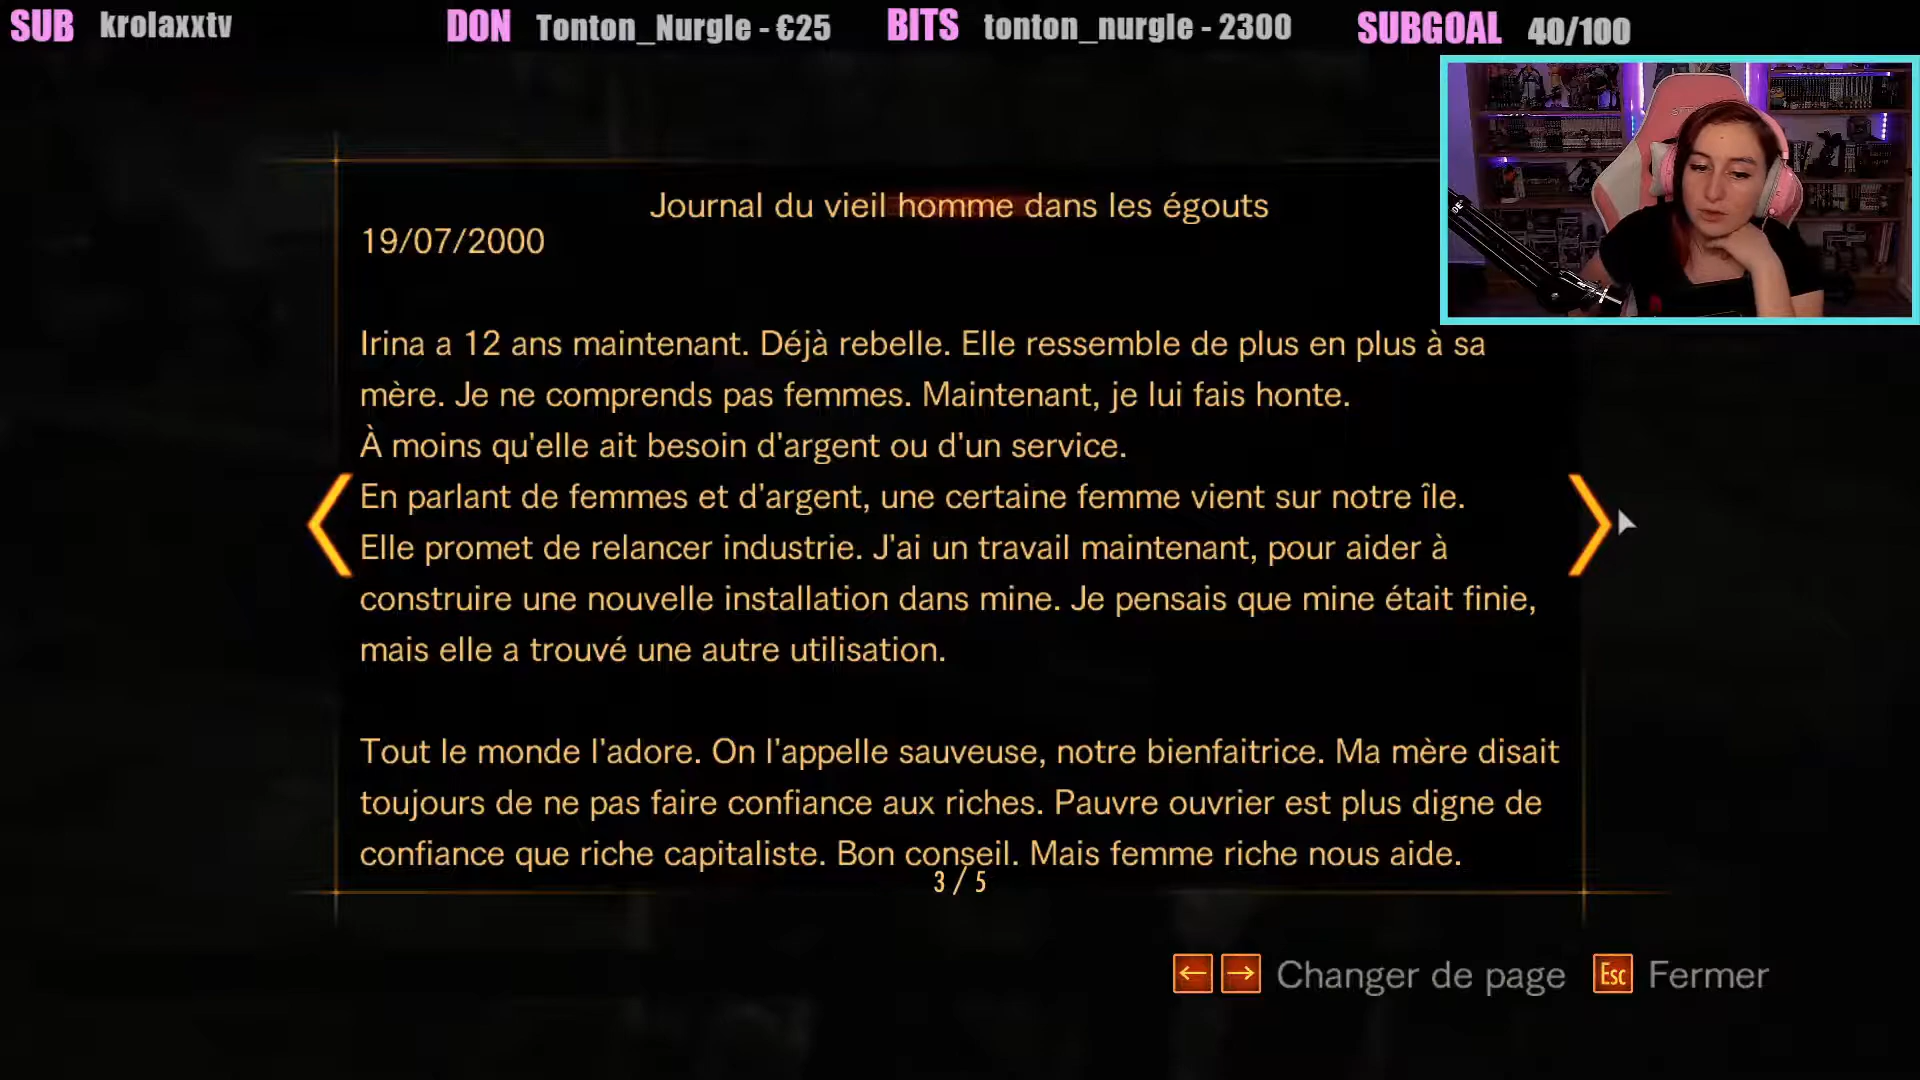 SUB krolaxxtv DON Tonton_Nurgle - €25 BITS tonton_nurgle - 2300 SUBGOAL 40/100
Journal du vieil homme dans les égouts
19/07/2000
Irina a 12 ans maintenant. Déjà rebelle. Elle ressemble de plus en plus à sa
mère. Je ne comprends pas femmes. Maintenant, je lui fais honte.
À moins qu'elle ait besoin d'argent ou d'un service.
En parlant de femmes et d'argent, une certaine femme vient sur notre île.
Elle promet de relancer industrie. J'ai un travail maintenant, pour aider à
construire une nouvelle installation dans mine. Je pensais que mine était finie,
mais elle a trouvé une autre utilisation.
Tout le monde l'adore. On l'appelle sauveuse, notre bienfaitrice. Ma mère disait
toujours de ne pas faire confiance aux riches. Pauvre ouvrier est plus digne de
confiance que riche capitaliste. Bon conseil. Mais femme riche nous aide.
3 / 5
← → Changer de page Esc Fermer